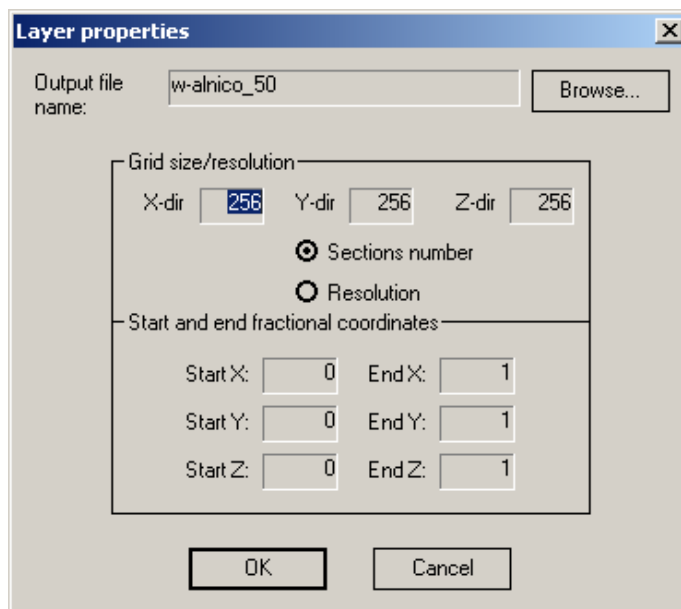 Layer properties
Output file
name:
w-alnico_50
Browse...
Grid size/resolution
X-dir 256 Y-dir 256 Z-dir 256
Sections number
Resolution
Start and end fractional coordinates
Start X: 0 End X: 1
Start Y: 0 End Y: 1
Start Z: 0 End Z: 1
OK Cancel